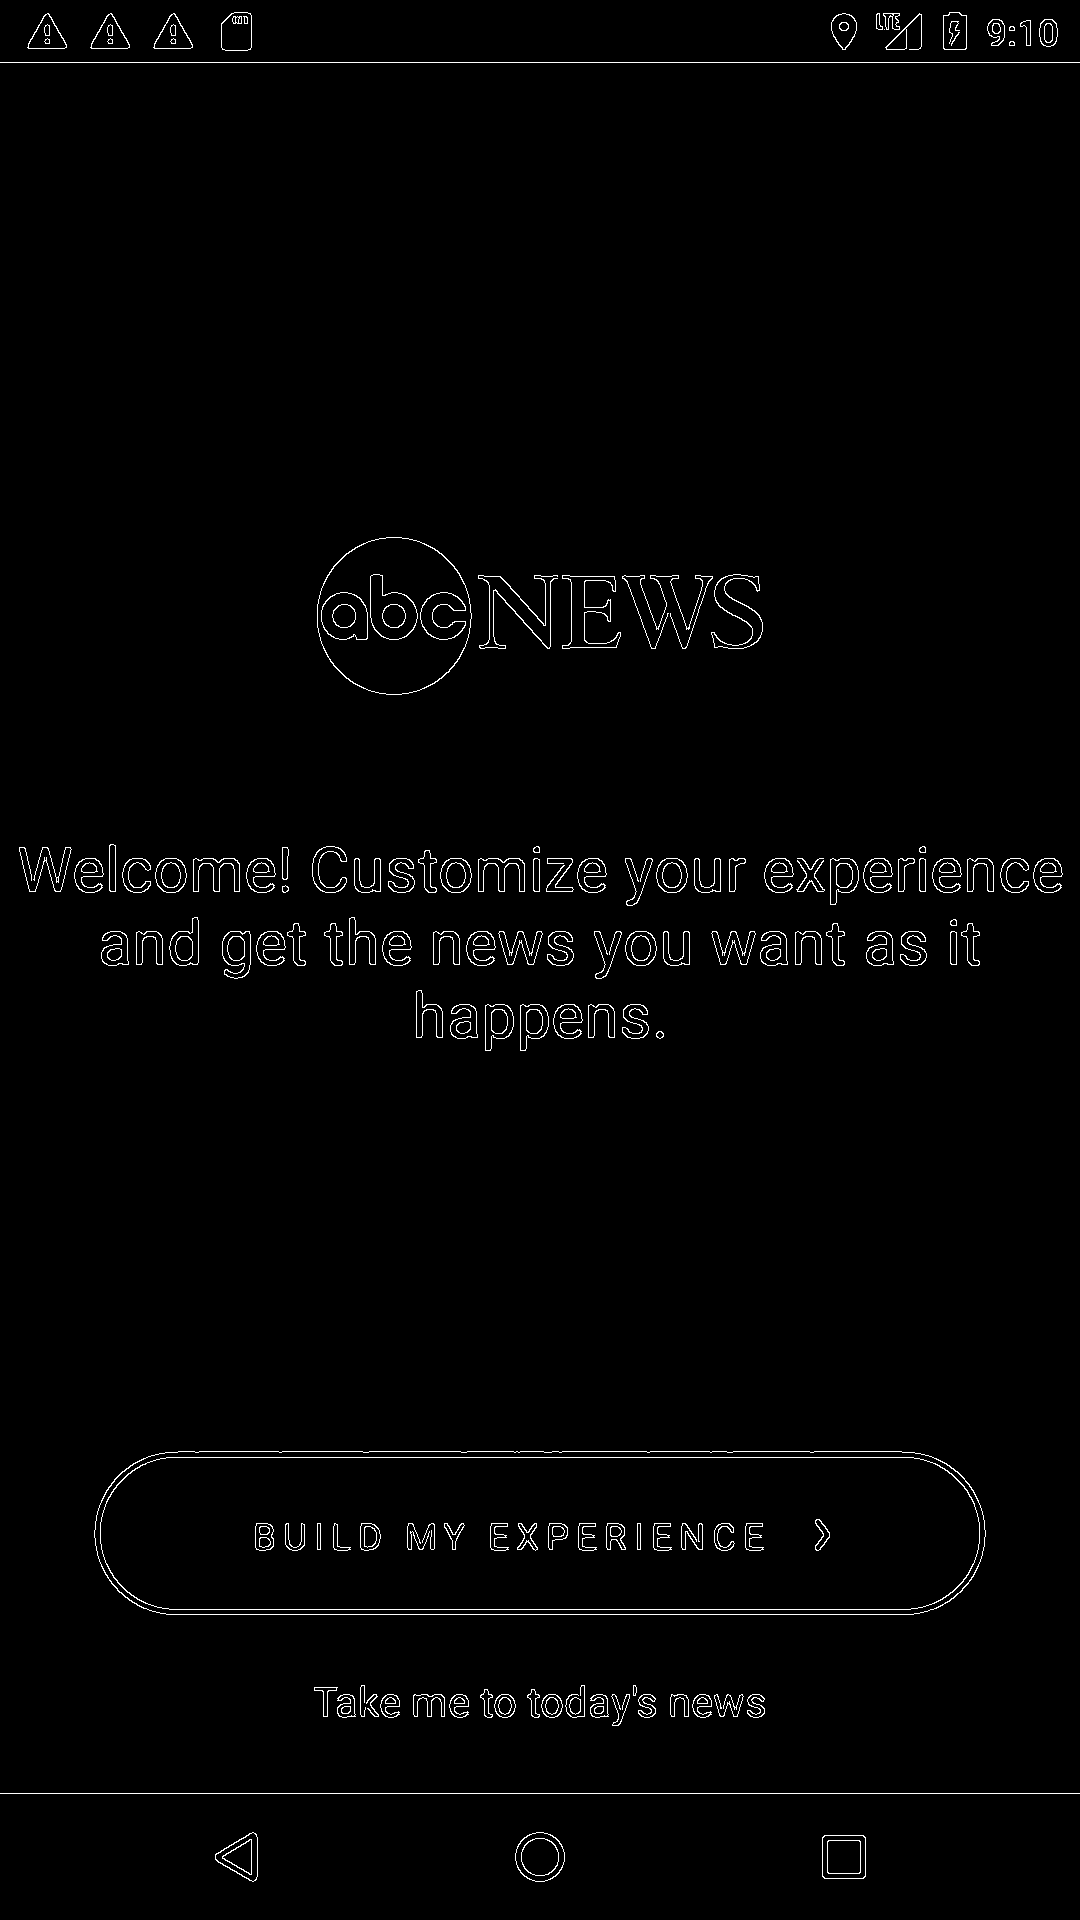 LTE 9:10
abc NEWS
Welcome! Customize your experience
and get the news you want as it
happens.
BUILD MY EXPERIENCE
Take me to today's news